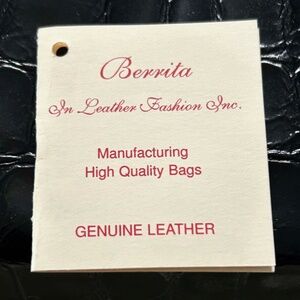 Berrita
In Leather Fashion Inc.
Manufacturing
High Quality Bags
GENUINE LEATHER